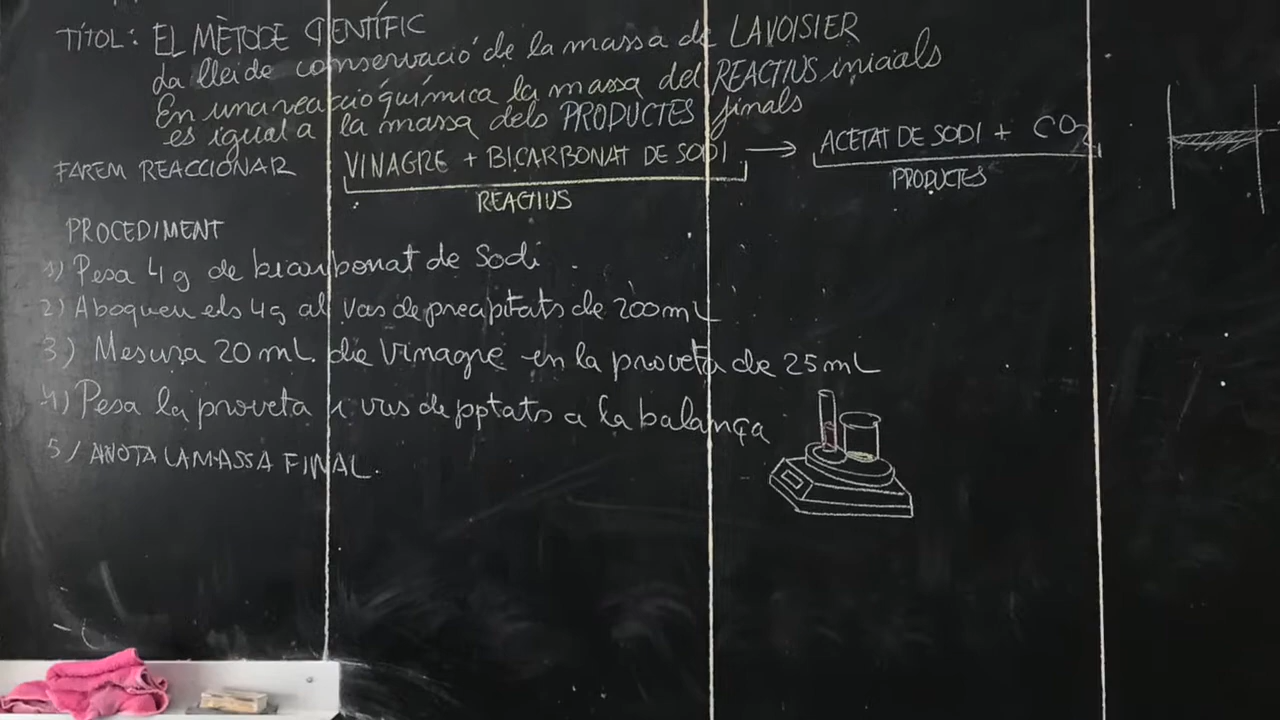 TÍTOL: EL MÈTODE CIENTÍFIC
La llei de conservació de la massa de LAVOISIER
En una reacció química la massa del REACTIUS inicials
es igual a la massa dels PRODUCTES finals
FAREM REACCIONAR VINAGRE + BICARBONAT DE SODI → ACETAT DE SODI + CO2
REACTIUS PRODUCTES
PROCEDIMENT
1) Pesa 4g de bicarbonat de Sodi.
2) Aboqueu els 4g al vas de precipitats de 200mL
3) Mesura 20 mL. de Vinagre en la proveta de 25mL
4) Pesa la proveta i vas de pptats a la balança
5/ ANOTA LA MASSA FINAL.